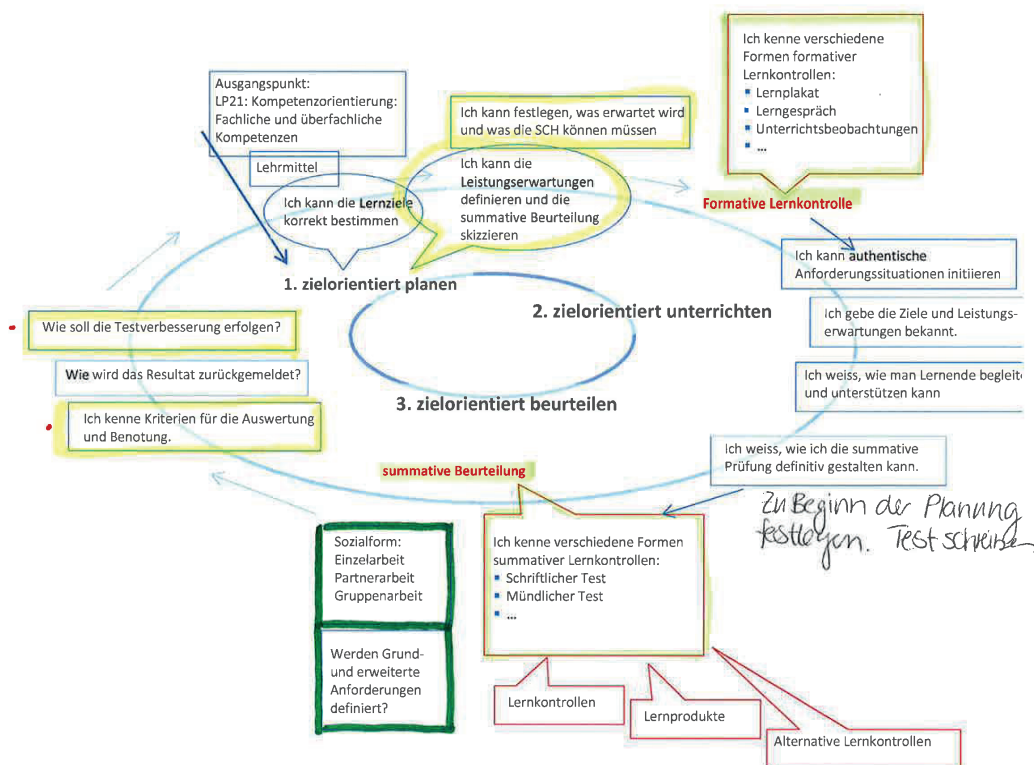 Ausgangspunkt:
LP21: Kompetenzorientierung:
Fachliche und überfachliche
Kompetenzen
Lehrmittel
Ich kann die Lernziele
korrekt bestimmen
Ich kann festlegen, was erwartet wird
und was die SCH können müssen
Ich kann die
Leistungserwartungen
definieren und die
summative Beurteilung
skizzieren
Ich kenne verschiedene
Formen formativer
Lernkontrollen:
▪ Lernplakat
▪ Lerngespräch
▪ Unterrichtsbeobachtungen
▪ ...
Formative Lernkontrolle
Ich kann authentische
Anforderungssituationen initiieren
1. zielorientiert planen
2. zielorientiert unterrichten
3. zielorientiert beurteilen
Ich gebe die Ziele und Leistungs-
erwartungen bekannt.
Ich weiss, wie man Lernende begleite
und unterstützen kann
Ich weiss, wie ich die summative
Prüfung definitiv gestalten kann.
Zu Beginn der Planung
festlegen. Test schreiben
summative Beurteilung
Ich kenne verschiedene Formen
summativer Lernkontrollen:
▪ Schriftlicher Test
▪ Mündlicher Test
▪ ...
Lernkontrollen
Lernprodukte
Alternative Lernkontrollen
Sozialform:
Einzelarbeit
Partnerarbeit
Gruppenarbeit
Werden Grund-
und erweiterte
Anforderungen
definiert?
Wie soll die Testverbesserung erfolgen?
Wie wird das Resultat zurückgemeldet?
Ich kenne Kriterien für die Auswertung
und Benotung.